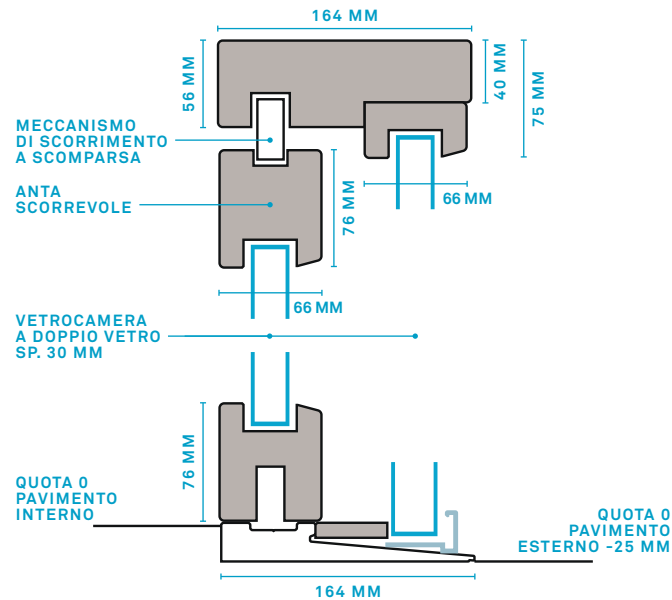 164 MM
56 MM
40 MM
75 MM
MECCANISMO
DI SCORRIMENTO
A SCOMPARSA
ANTA
SCORREVOLE
76 MM
66 MM
66 MM
VETROCAMERA
A DOPPIO VETRO
SP. 30 MM
76 MM
QUOTA 0
PAVIMENTO
INTERNO
QUOTA 0
PAVIMENTO
ESTERNO -25 MM
164 MM